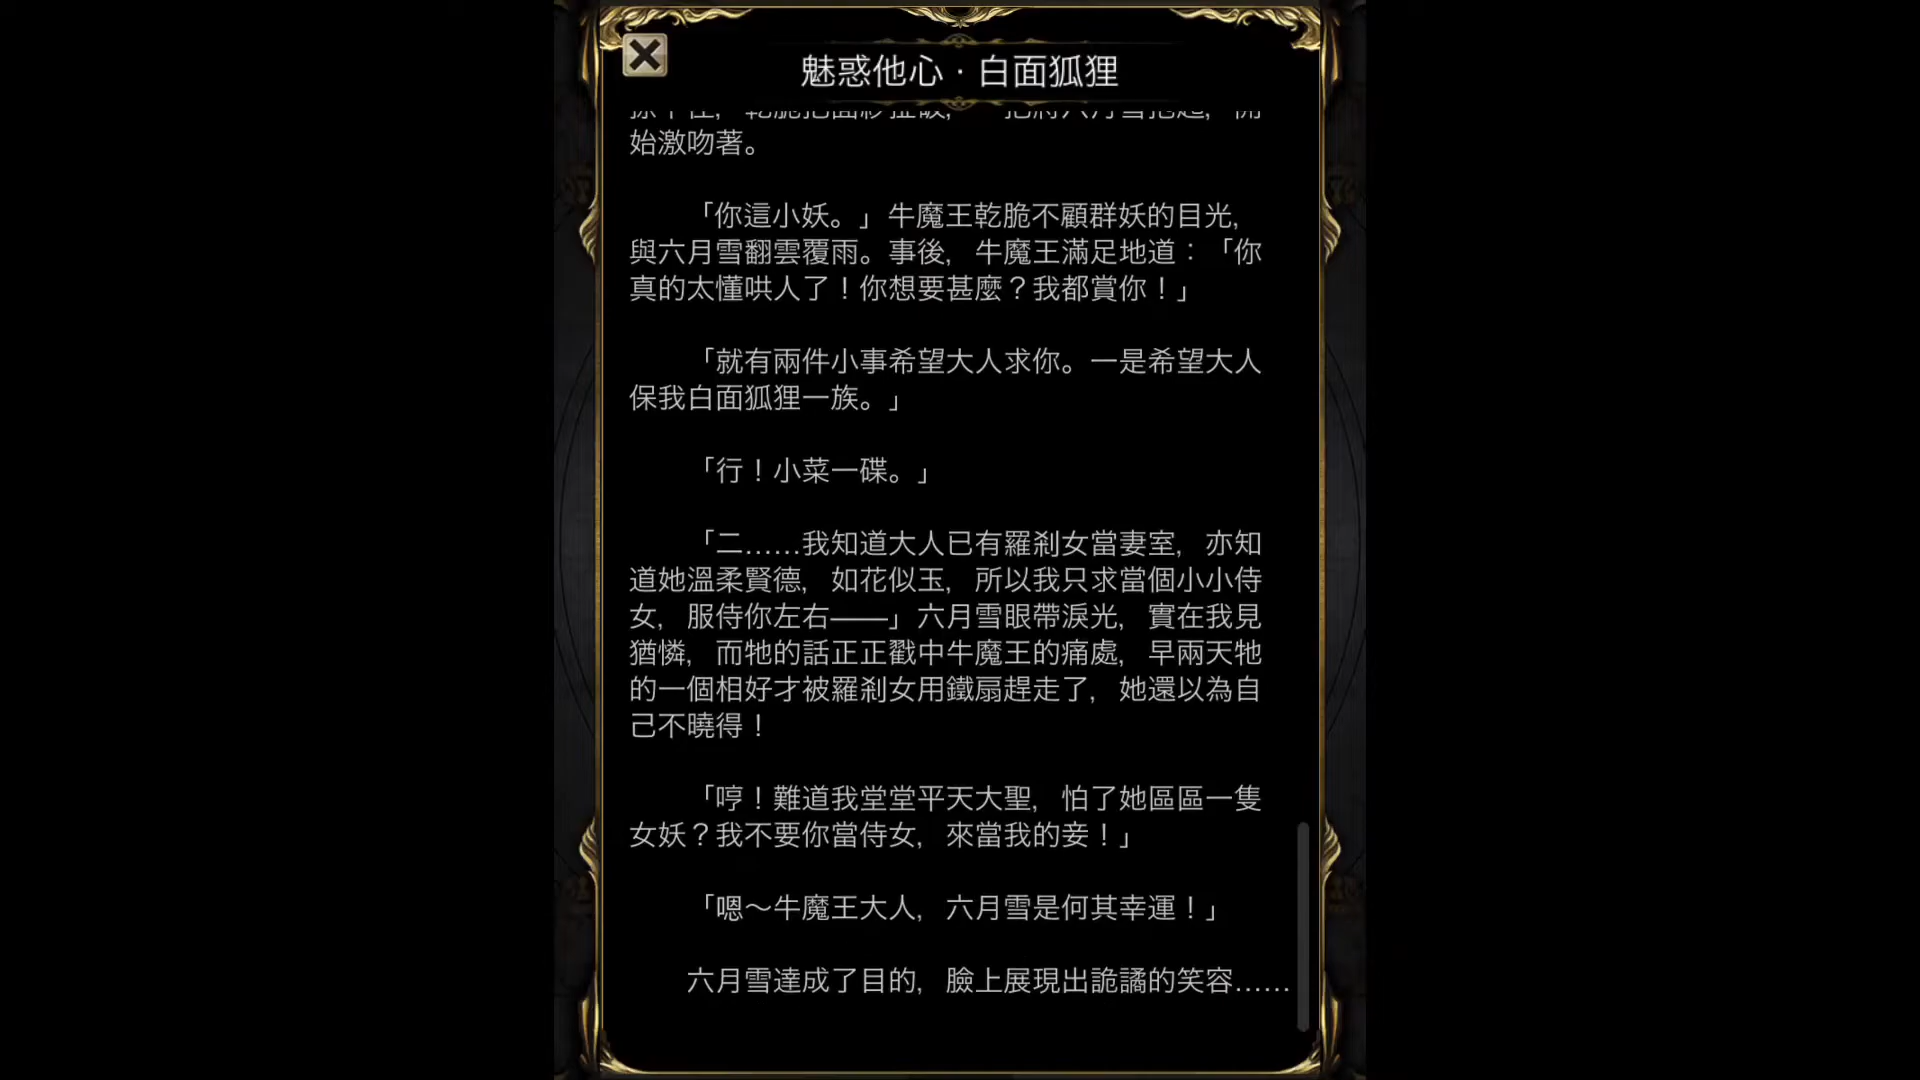 魅惑他心·白面狐狸
始激吻著。
「你這小妖。」牛魔王乾脆不顧群妖的目光,
與六月雪翻雲覆雨。事後,牛魔王滿足地道：「你
真的太懂哄人了！你想要甚麼？我都賞你！」
「就有兩件小事希望大人求你。一是希望大人
保我白面狐狸一族。」
「行！小菜一碟。」
「二……我知道大人已有羅剎女當妻室,亦知
道她溫柔賢德,如花似玉,所以我只求當個小小侍
女,服侍你左右——」六月雪眼帶淚光,實在我見
猶憐,而牠的話正正戳中牛魔王的痛處,早兩天牠
的一個相好才被羅剎女用鐵扇趕走了,她還以為自
己不曉得！
「哼！難道我堂堂平天大聖,怕了她區區一隻
女妖？我不要你當侍女,來當我的妾！」
「嗯～牛魔王大人,六月雪是何其幸運！」
六月雪達成了目的,臉上展現出詭譎的笑容……